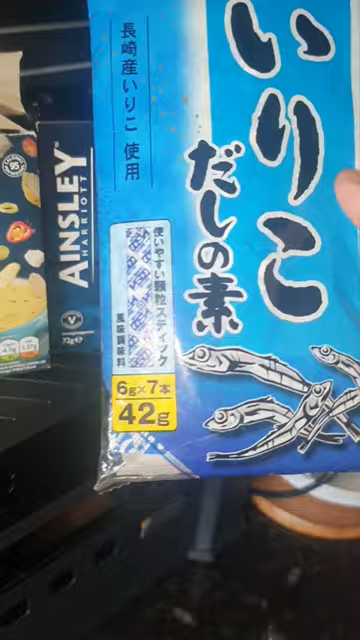 いりこ
だしの素
長崎産いりこ 使用
使いやすい顆粒スティック
風味調味料
6g×7本
42g
AINSLEY
HARRIOTT
V
72g℮
95